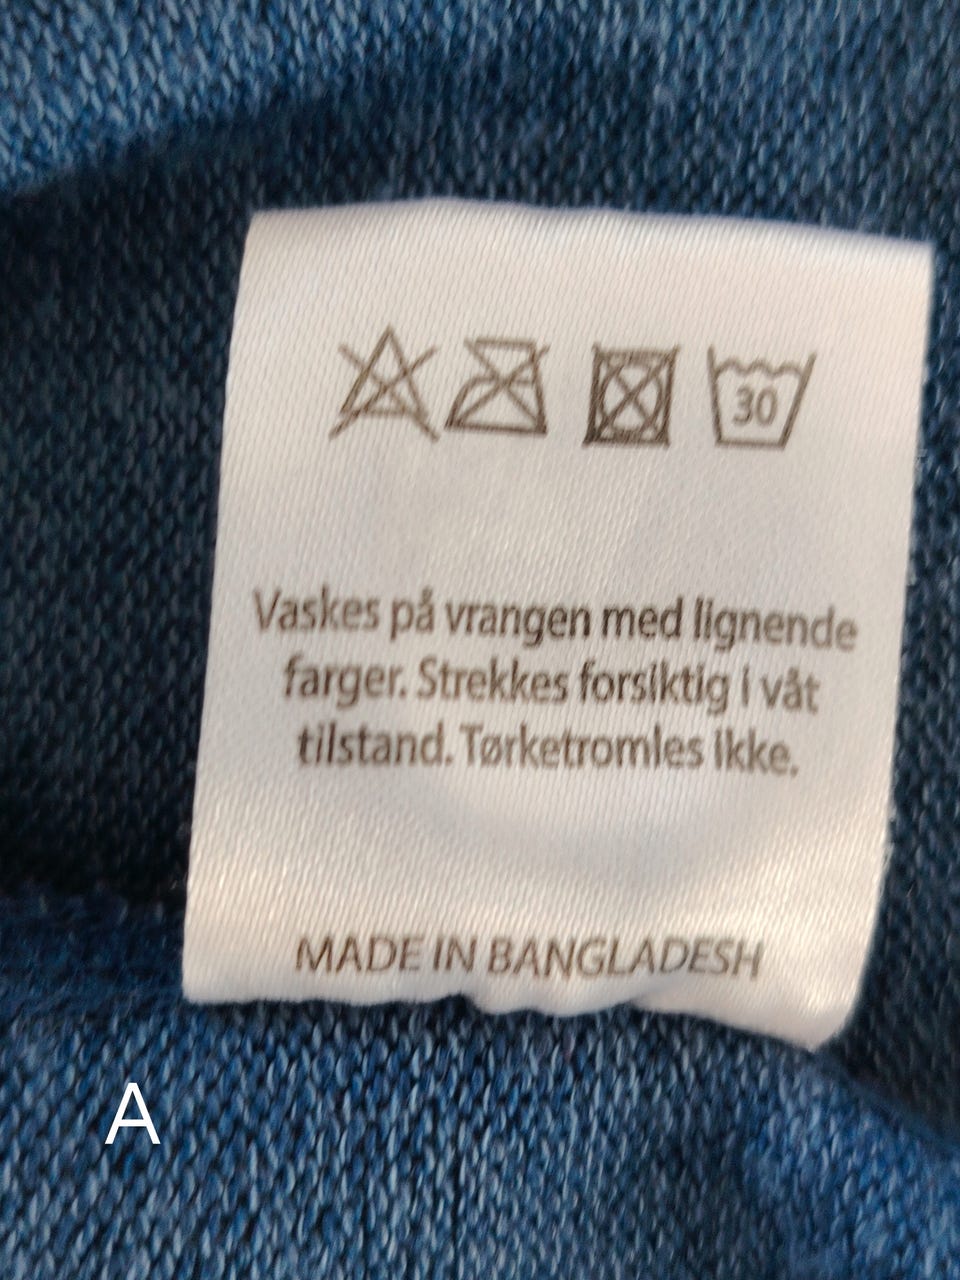 30
Vaskes på vrangen med lignende
farger. Strekkes forsiktig i våt
tilstand. Tørketromles ikke.
MADE IN BANGLADESH
A